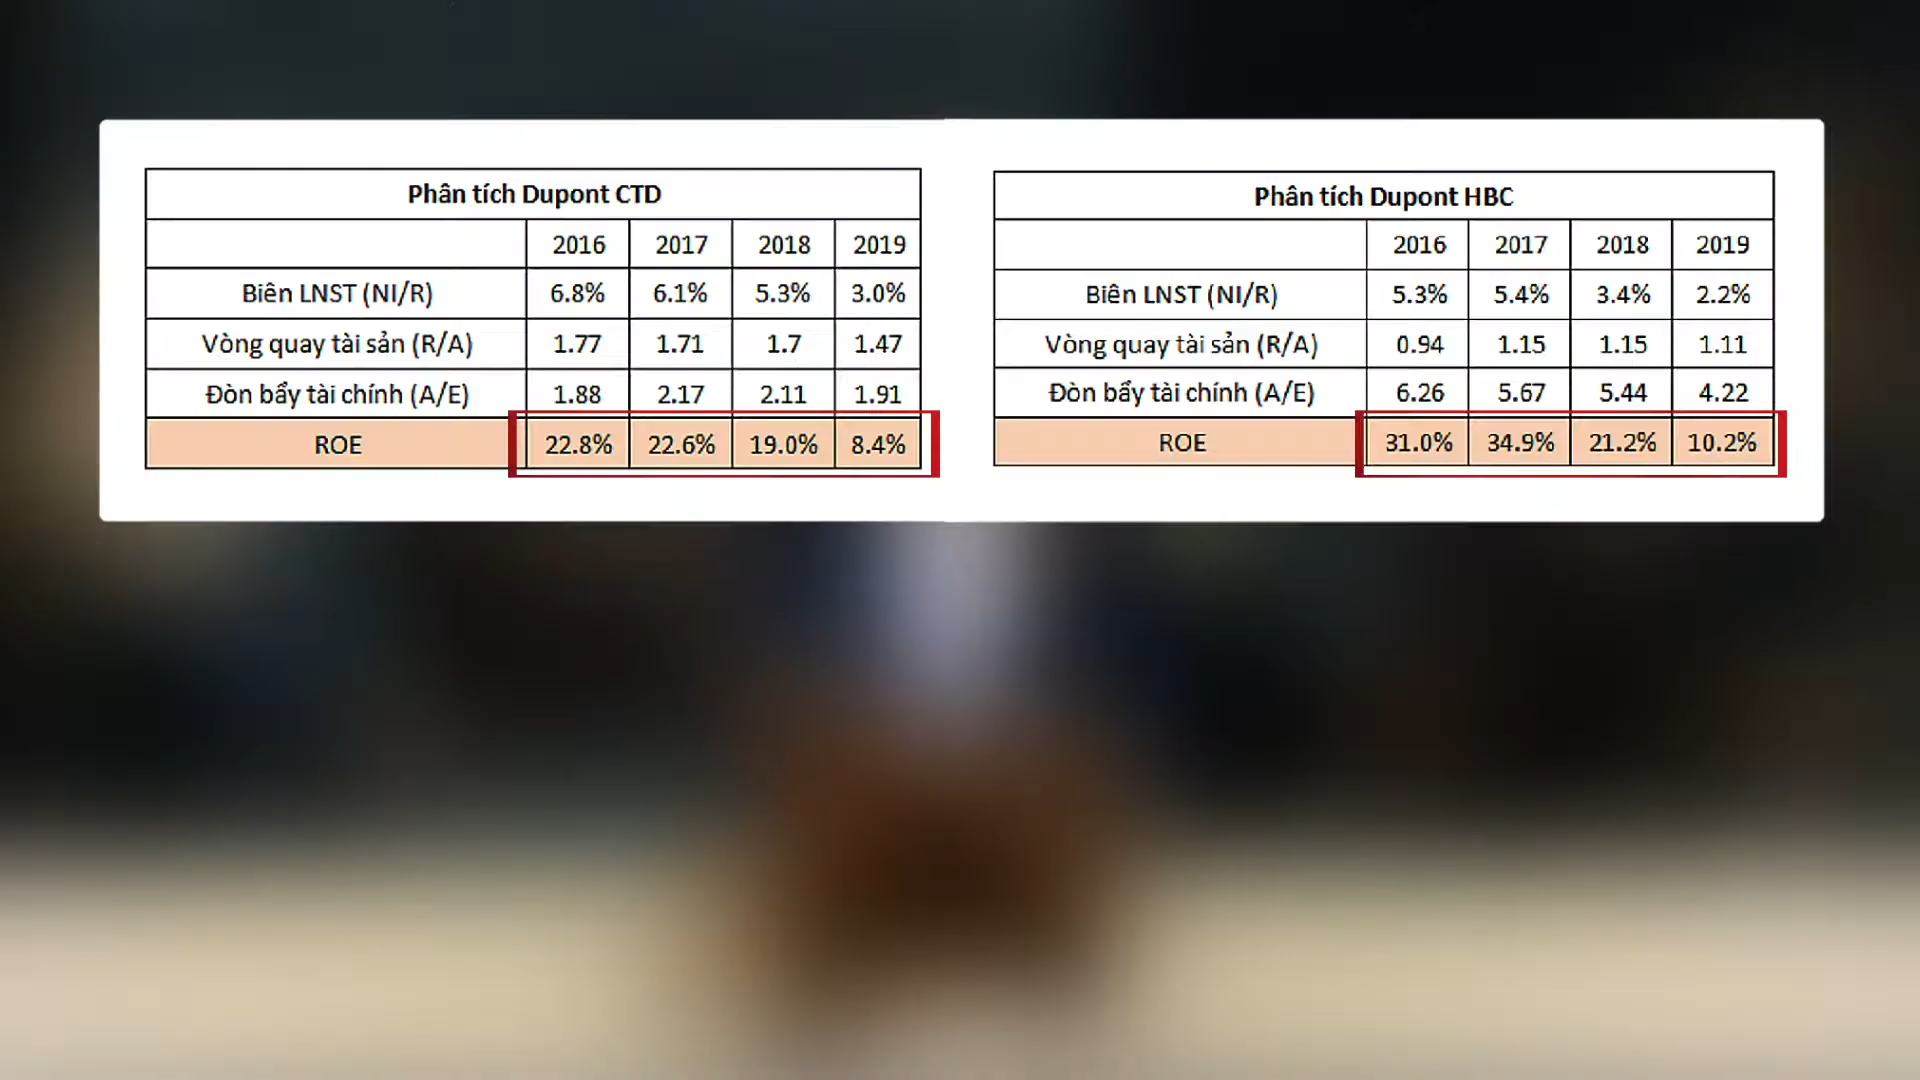 Phân tích Dupont CTD
2016 2017 2018 2019
Biên LNST (NI/R) 6.8% 6.1% 5.3% 3.0%
Vòng quay tài sản (R/A) 1.77 1.71 1.7 1.47
Đòn bẩy tài chính (A/E) 1.88 2.17 2.11 1.91
ROE 22.8% 22.6% 19.0% 8.4%
Phân tích Dupont HBC
2016 2017 2018 2019
Biên LNST (NI/R) 5.3% 5.4% 3.4% 2.2%
Vòng quay tài sản (R/A) 0.94 1.15 1.15 1.11
Đòn bẩy tài chính (A/E) 6.26 5.67 5.44 4.22
ROE 31.0% 34.9% 21.2% 10.2%